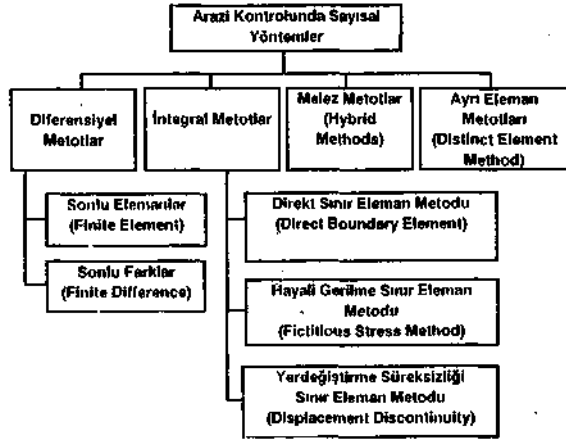 Arazi Kontrolunda Sayısal
Yöntemler
Diferensiyel
Metotlar
İntegral Metotlar
Melez Metotlar
(Hybrid
Methods)
Ayrı Eleman
Metotları
(Distinct Element
Method)
Sonlu Elemanlar
(Finite Element)
Sonlu Farklar
(Finite Difference)
Direkt Sınır Eleman Metodu
(Direct Boundary Element)
Hayali Gerilme Sınır Eleman
Metodu
(Fictitious Stress Method)
Yerdeğiştirme Süreksizliği
Sınır Eleman Metodu
(Displacement Discontinuity)